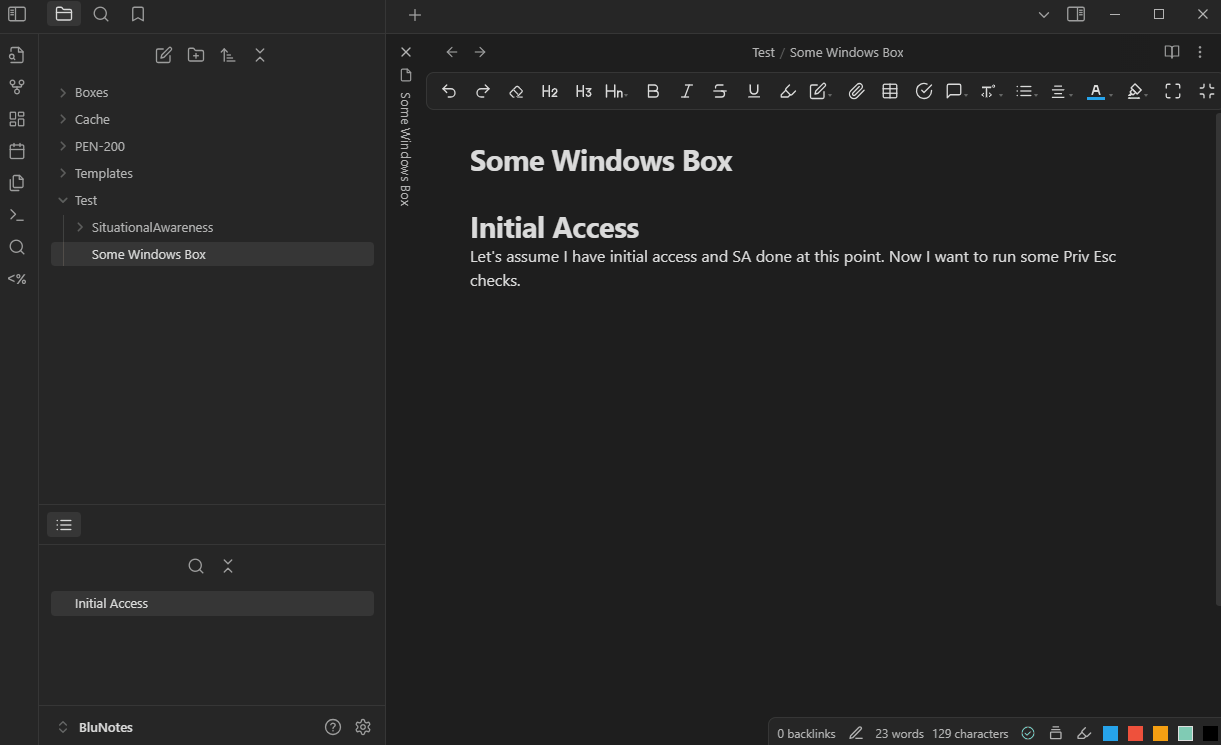 Test / Some Windows Box
H2 H3 Hn B I S U T A
Boxes
Cache
PEN-200
Templates
Test
SituationalAwareness
Some Windows Box
<%
Some Windows Box
Some Windows Box
Initial Access
Let's assume I have initial access and SA done at this point. Now I want to run some Priv Esc
checks.
Initial Access
BluNotes
0 backlinks 23 words 129 characters